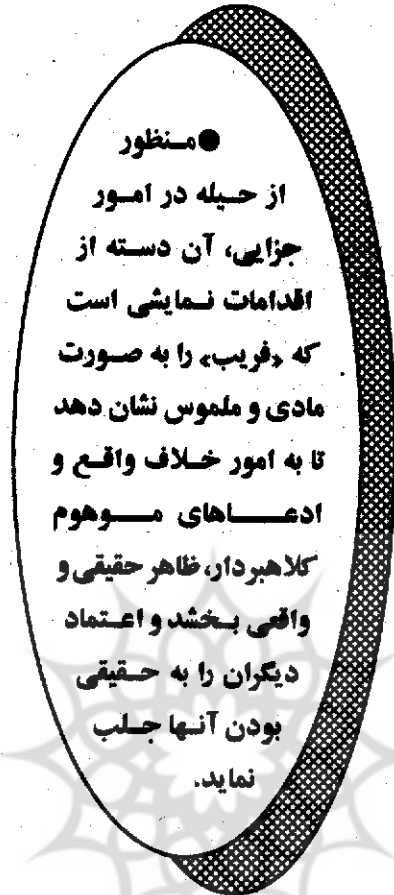 ●منظور
از حیله در امور
جزایی، آن دسته از
اقدامات نمایشی است
که «فریب» را به صورت
مادی و ملموس نشان دهد
تا به امور خلاف واقع و
ادعاهای موهوم
کلاهبردار، ظاهر حقیقی و
واقعی بخشد و اعتماد
دیگران را به حقیقی
بودن آنها جلب
نماید.